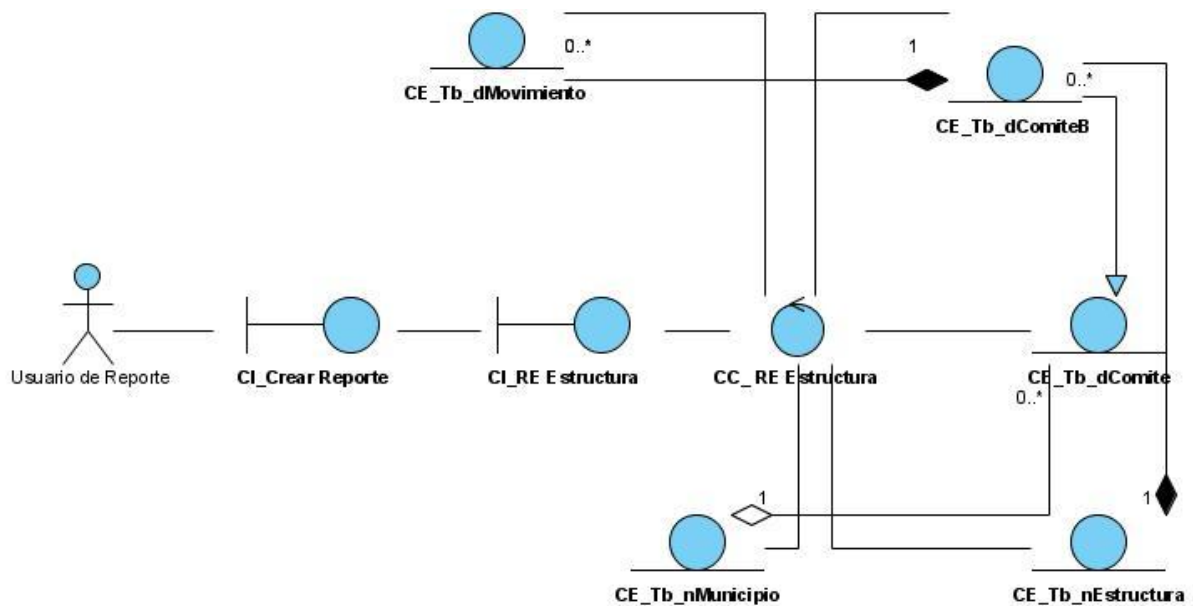 0..*
1
0..*
CE_Tb_dMovimiento
CE_Tb_dComiteB
Usuario de Reporte
CI_Crear Reporte
CI_RE Estructura
CC_ RE Estructura
CE_Tb_dComite
0..*
1
1
CE_Tb_nMunicipio
CE_Tb_nEstructura